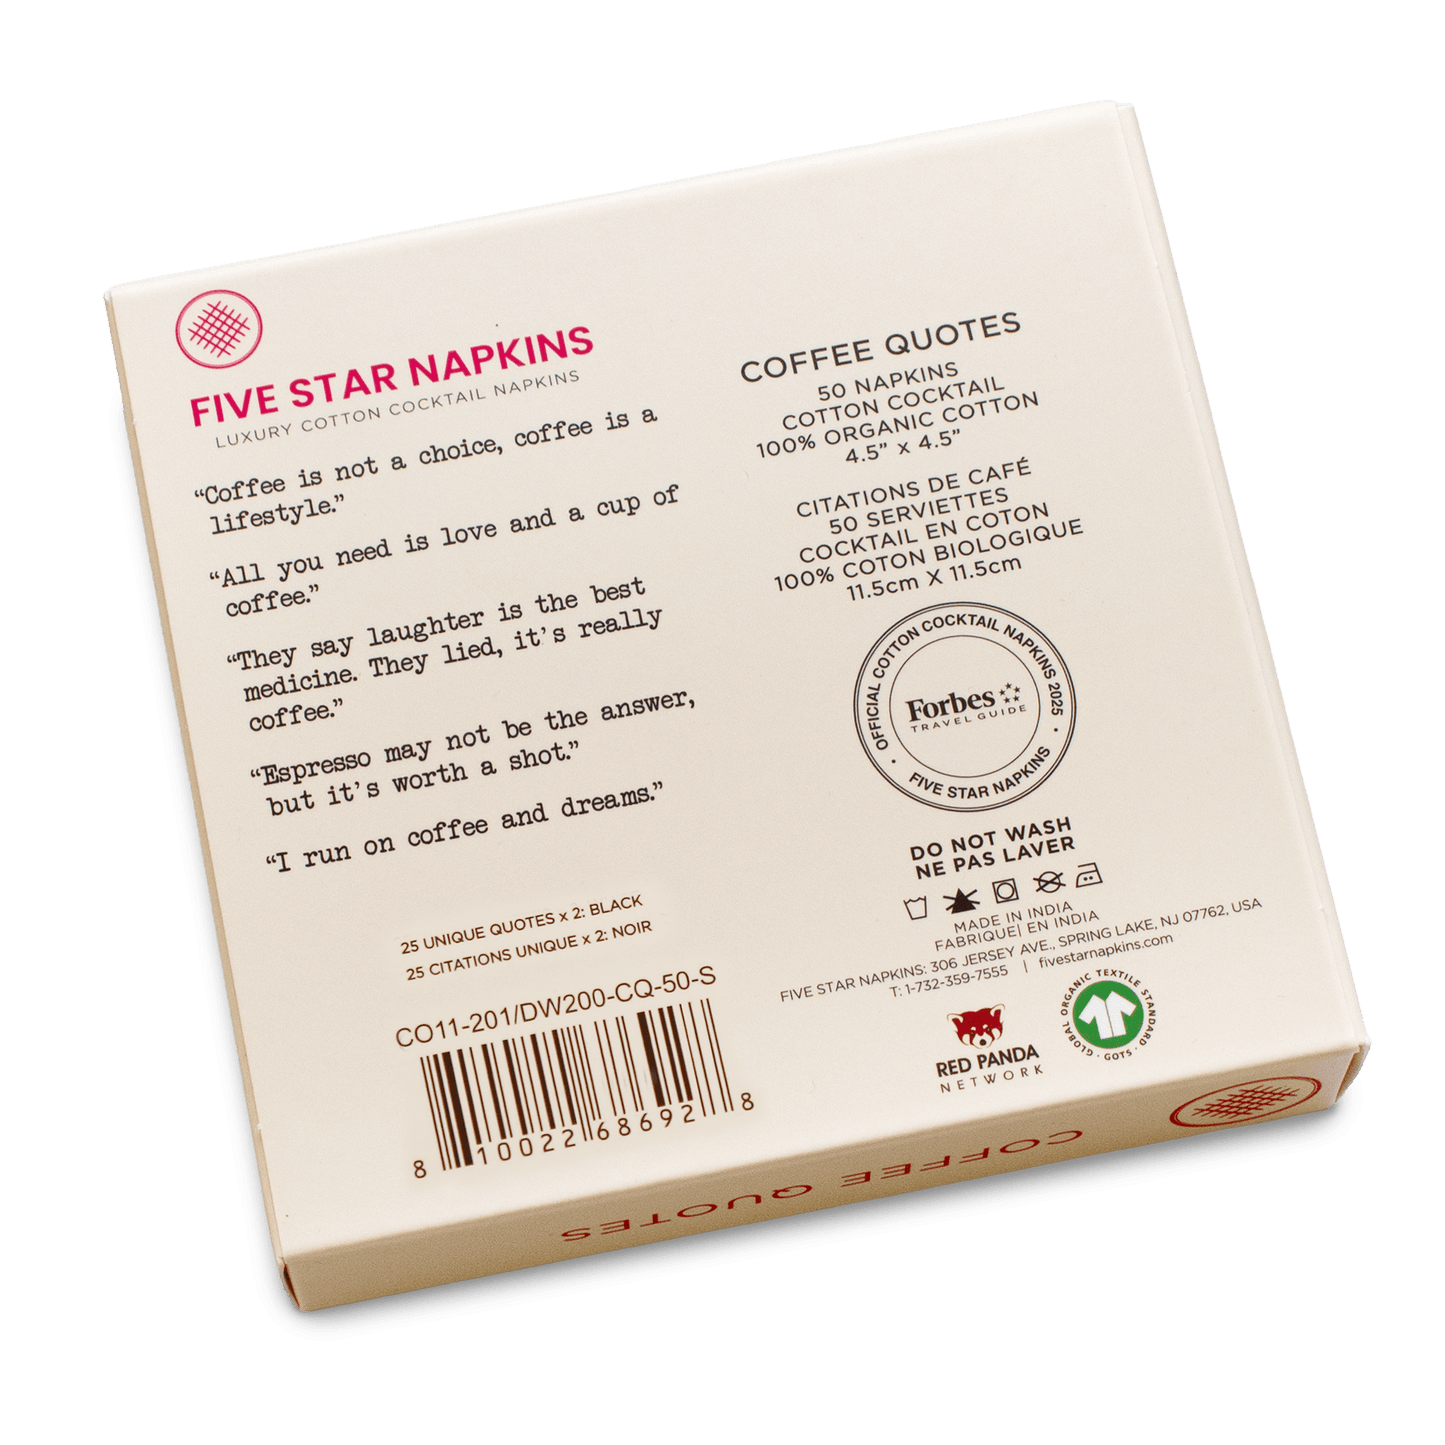 FIVE STAR NAPKINS
LUXURY COTTON COCKTAIL NAPKINS
“Coffee is not a choice, coffee is a
lifestyle.”
“All you need is love and a cup of
coffee.”
“They say laughter is the best
medicine. They lied, it's really
coffee.”
“Espresso may not be the answer,
but it's worth a shot.”
“I run on coffee and dreams.”
25 UNIQUE QUOTES x 2: BLACK
25 CITATIONS UNIQUE x 2: NOIR
CO11-201/DW200-CQ-50-S
8 10022 68692 8
COFFEE QUOTES
50 NAPKINS
COTTON COCKTAIL
100% ORGANIC COTTON
4.5” x 4.5”
CITATIONS DE CAFÉ
50 SERVIETTES
COCKTAIL EN COTON
100% COTON BIOLOGIQUE
11.5cm X 11.5cm
OFFICIAL COTTON COCKTAIL NAPKINS 2025
Forbes
TRAVEL GUIDE
• FIVE STAR NAPKINS •
DO NOT WASH
NE PAS LAVER
MADE IN INDIA
FABRIQUE| EN INDIA
FIVE STAR NAPKINS: 306 JERSEY AVE., SPRING LAKE, NJ 07762, USA
T: 1-732-359-7555 | fivestarnapkins.com
RED PANDA
NETWORK
GLOBAL ORGANIC TEXTILE STANDARD
· GOTS ·
COFFEE QUOTES